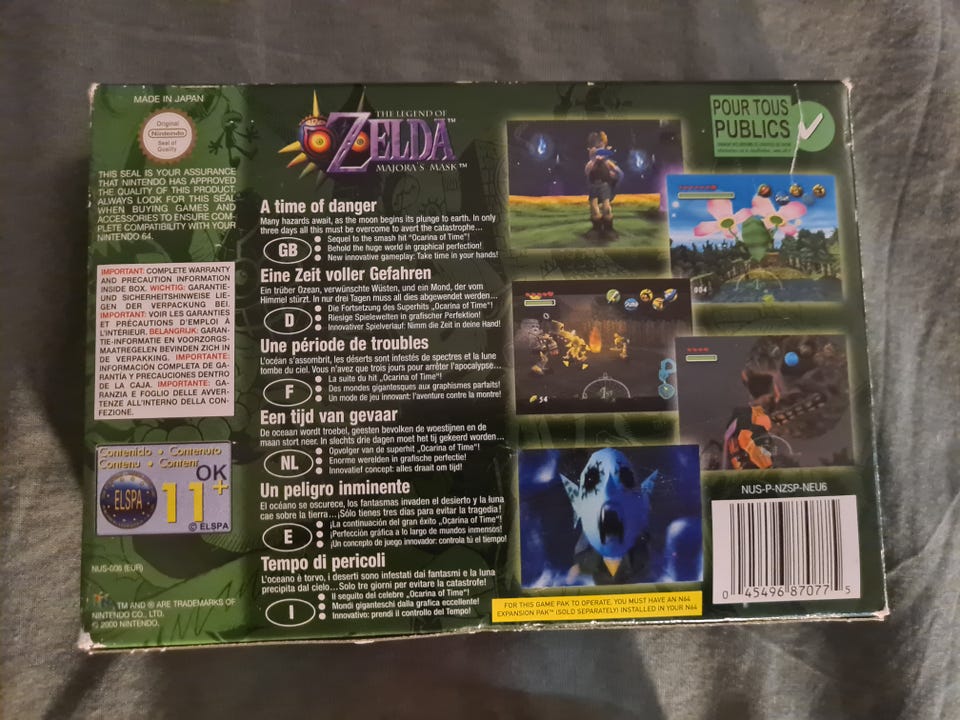 MADE IN JAPAN
Original
Nintendo
Seal of
Quality
THIS SEAL IS YOUR ASSURANCE
THAT NINTENDO HAS APPROVED
THE QUALITY OF THIS PRODUCT.
ALWAYS LOOK FOR THIS SEAL
WHEN BUYING GAMES AND
ACCESSORIES TO ENSURE COM-
PLETE COMPATIBILITY WITH YOUR
NINTENDO 64.
IMPORTANT: COMPLETE WARRANTY
AND PRECAUTION INFORMATION
INSIDE BOX. WICHTIG: GARANTIE-
UND SICHERHEITSHINWEISE LIE-
GEN DER VERPACKUNG BEI.
IMPORTANT: VOIR LES GARANTIES
ET PRÉCAUTIONS D'EMPLOI À
L'INTÉRIEUR. BELANGRIJK: GARAN-
TIE-INFORMATION EN VOORZORGS-
MAATREGELEN BEVINDEN ZICH IN
DE VERPAKKING. IMPORTANTE:
INFORMACIÓN COMPLETA DE GA-
RANTÍA Y PRECAUCIONES DENTRO
DE LA CAJA. IMPORTANTE: GA-
RANZIA E FOGLIO DELLE AVVER-
TENZE ALL'INTERNO DELLA CON-
FEZIONE.
Contenido • Contenuto
Contenu • Content
ELSPA
OK
11+
© ELSPA
NUS-006 (EUR)
TM AND ® ARE TRADEMARKS OF
NINTENDO CO., LTD.
© 2000 NINTENDO.
THE LEGEND OF
ZELDA™
MAJORA'S MASK™
A time of danger
Many hazards await, as the moon begins its plunge to earth. In only
three days all this must be overcome to avert the catastrophe...
GB
• Sequel to the smash hit "Ocarina of Time"!
• Behold the huge world in graphical perfection!
• New innovative gameplay: Take time in your hands!
Eine Zeit voller Gefahren
Ein trüber Ozean, verwünschte Wüsten, und ein Mond, der vom
Himmel stürzt. In nur drei Tagen muss all dies abgewendet werden...
D
• Die Fortsetzung des Superhits „Ocarina of Time"!
• Riesige Spielewelten in grafischer Perfektion!
• Innovativer Spielverlauf: Nimm die Zeit in deine Hand!
Une période de troubles
L'océan s'assombrit, les déserts sont infestés de spectres et la lune
tombe du ciel. Vous n'avez que trois jours pour arrêter l'apocalypse...
F
• La suite du hit „Ocarina of Time"!
• Des mondes gigantesques aux graphismes parfaits!
• Un mode de jeu innovant: l'aventure contre la montre!
Een tijd van gevaar
De oceaan wordt troebel, geesten bevolken de woestijnen en de
maan stort neer. In slechts drie dagen moet het tij gekeerd worden...
NL
• Opvolger van de superhit „Ocarina of Time"!
• Enorme werelden in grafische perfectie!
• Innovatief concept: alles draait om tijd!
Un peligro inminente
El océano se oscurece, los fantasmas invaden el desierto y la luna
cae sobre la tierra...¡Sólo tienes tres días para evitar la tragedia!
E
• ¡La continuación del gran éxito „Ocarina of Time"!
• ¡Perfección gráfica a lo largo de mundos inmensos!
• ¡Un concepto de juego innovador: controla tú el tiempo!
Tempo di pericoli
L'oceano è torvo, i deserti sono infestati dai fantasmi e la luna
precipita dal cielo...Solo tre giorni per evitare la catastrofe!
I
• Il seguito del celebre „Ocarina of Time"!
• Mondi giganteschi dalla grafica eccellente!
• Innovativo: prendi il controllo del Tempo!
POUR TOUS
PUBLICS
004
54
FOR THIS GAME PAK TO OPERATE, YOU MUST HAVE AN N64
EXPANSION PAK™ (SOLD SEPARATELY) INSTALLED IN YOUR N64
NUS-P-NZSP-NEU6
0 45496 87077 5